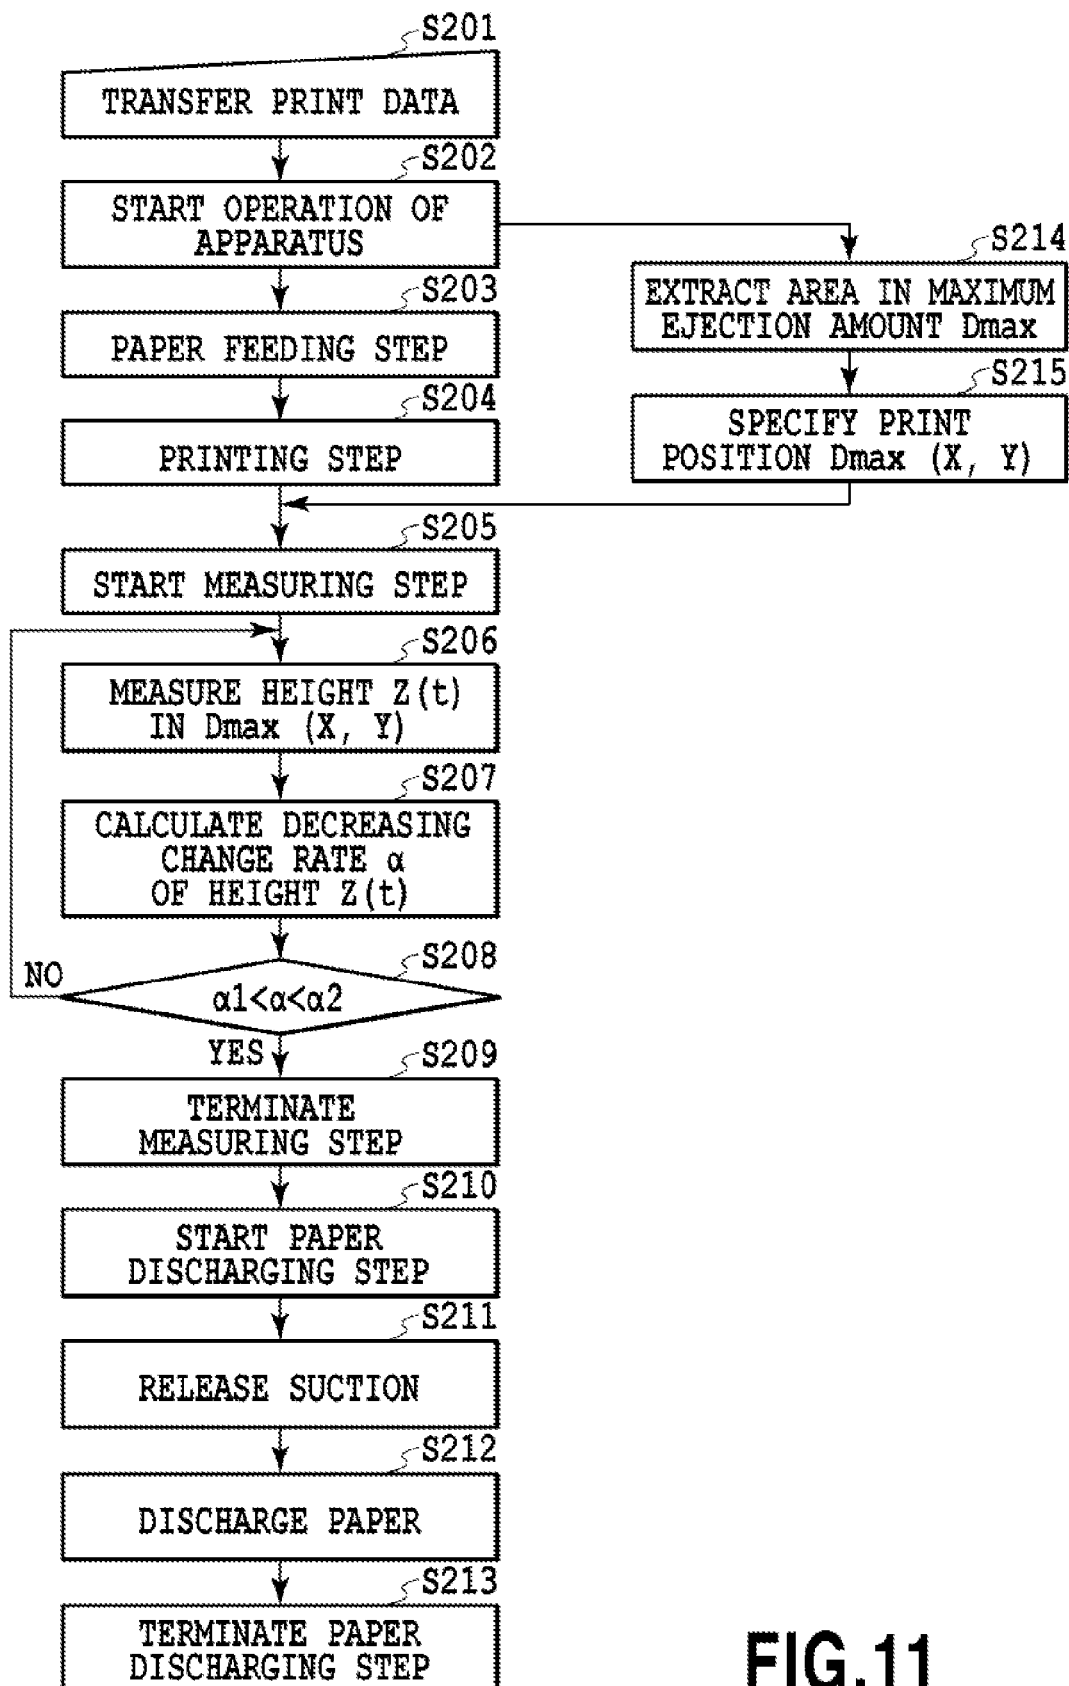 S201
TRANSFER PRINT DATA
S202
START OPERATION OF
APPARATUS
S203
PAPER FEEDING STEP
S204
PRINTING STEP
S214
EXTRACT AREA IN MAXIMUM
EJECTION AMOUNT Dmax
S215
SPECIFY PRINT
POSITION Dmax (X, Y)
S205
START MEASURING STEP
S206
MEASURE HEIGHT Z(t)
IN Dmax (X, Y)
S207
CALCULATE DECREASING
CHANGE RATE α
OF HEIGHT Z(t)
S208
NO
α1<α<α2
YES
S209
TERMINATE
MEASURING STEP
S210
START PAPER
DISCHARGING STEP
S211
RELEASE SUCTION
S212
DISCHARGE PAPER
S213
TERMINATE PAPER
DISCHARGING STEP
FIG.11